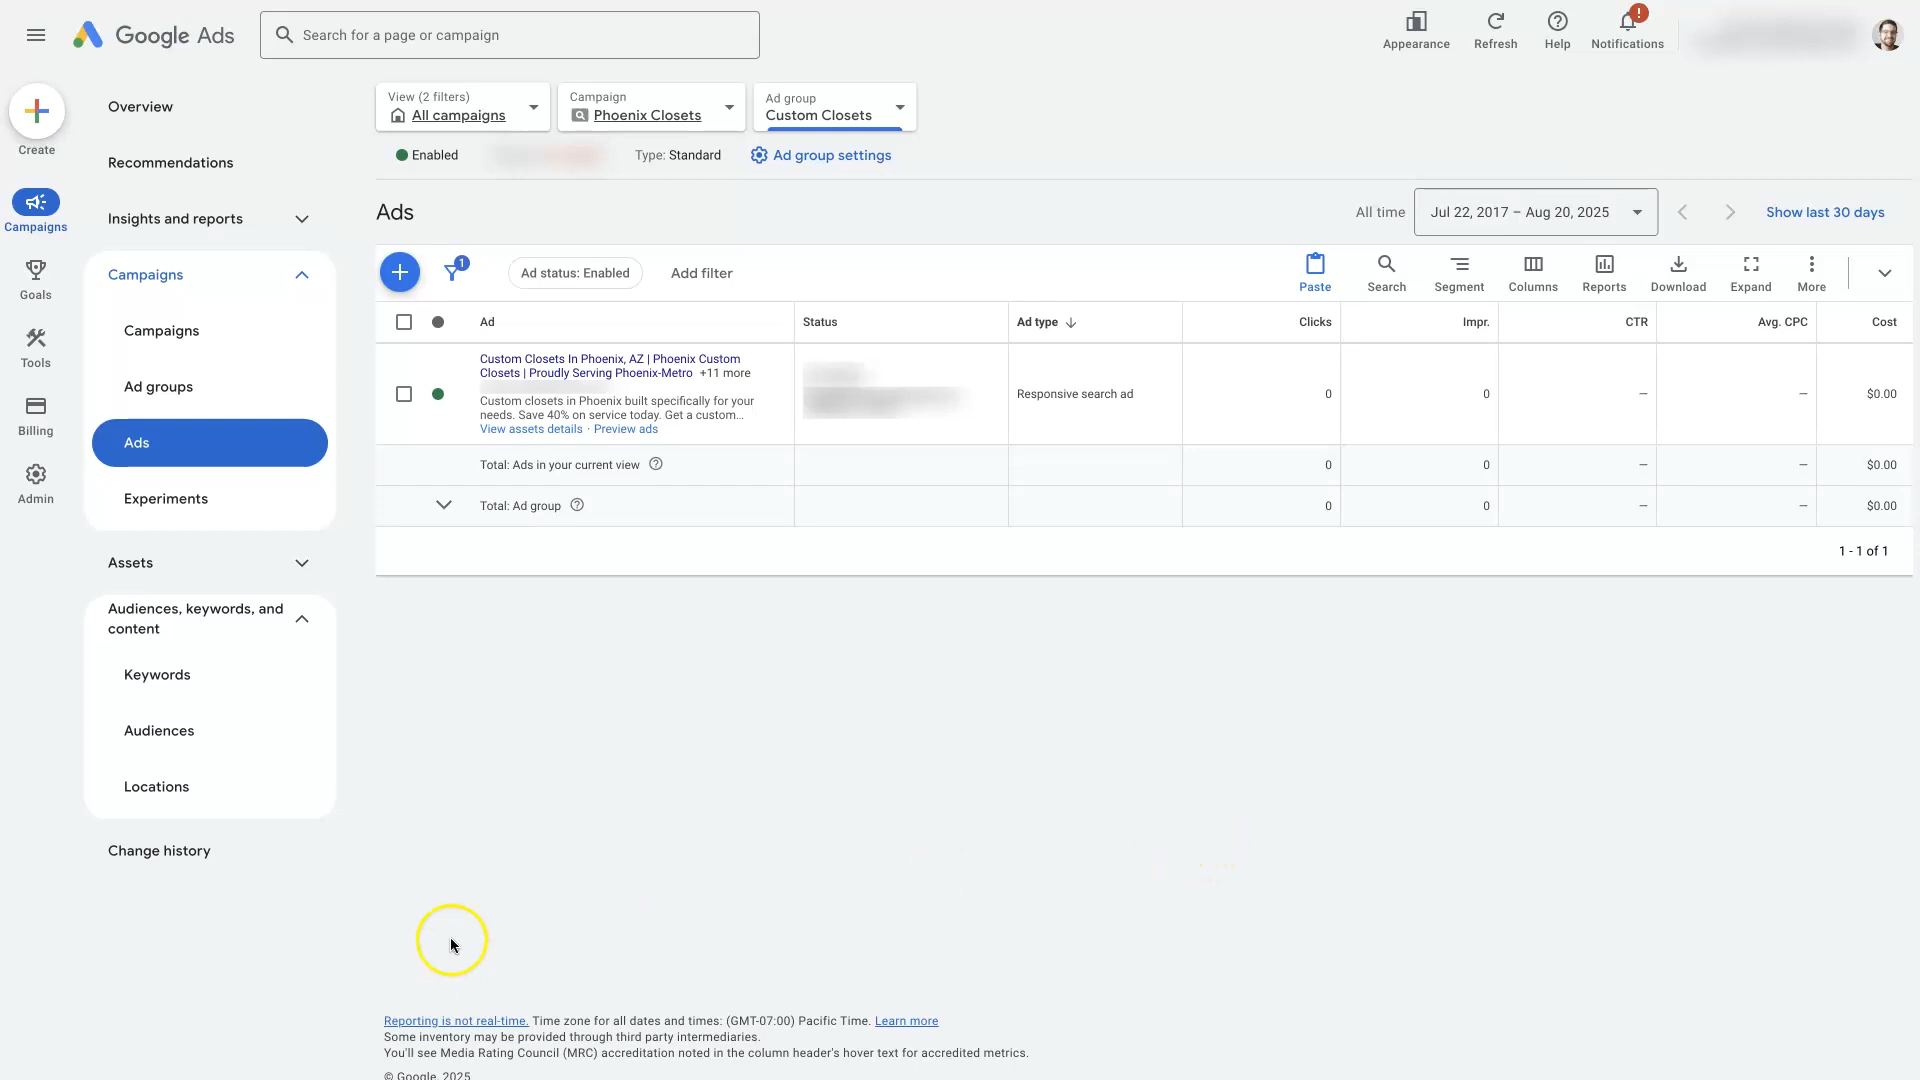 Google Ads
Search for a page or campaign
Appearance
Refresh
Help
!
Notifications
Create
Campaigns
Goals
Tools
Billing
Admin
Overview
Recommendations
Insights and reports
Campaigns
Campaigns
Ad groups
Ads
Experiments
Assets
Audiences, keywords, and
content
Keywords
Audiences
Locations
Change history
View (2 filters)
All campaigns
Campaign
Phoenix Closets
Ad group
Custom Closets
Enabled
Type: Standard
Ad group settings
Ads
All time
Jul 22, 2017 – Aug 20, 2025
Show last 30 days
1
Ad status: Enabled
Add filter
Paste
Search
Segment
Columns
Reports
Download
Expand
More
Ad
Status
Ad type
Clicks
Impr.
CTR
Avg. CPC
Cost
Custom Closets In Phoenix, AZ | Phoenix Custom
Closets | Proudly Serving Phoenix-Metro +11 more
Custom closets in Phoenix built specifically for your
needs. Save 40% on service today. Get a custom...
View assets details · Preview ads
Responsive search ad
0
0
–
–
$0.00
Total: Ads in your current view
0
0
–
–
$0.00
Total: Ad group
0
0
–
–
$0.00
1 - 1 of 1
Reporting is not real-time. Time zone for all dates and times: (GMT-07:00) Pacific Time. Learn more
Some inventory may be provided through third party intermediaries.
You'll see Media Rating Council (MRC) accreditation noted in the column header's hover text for accredited metrics.
© Google, 2025